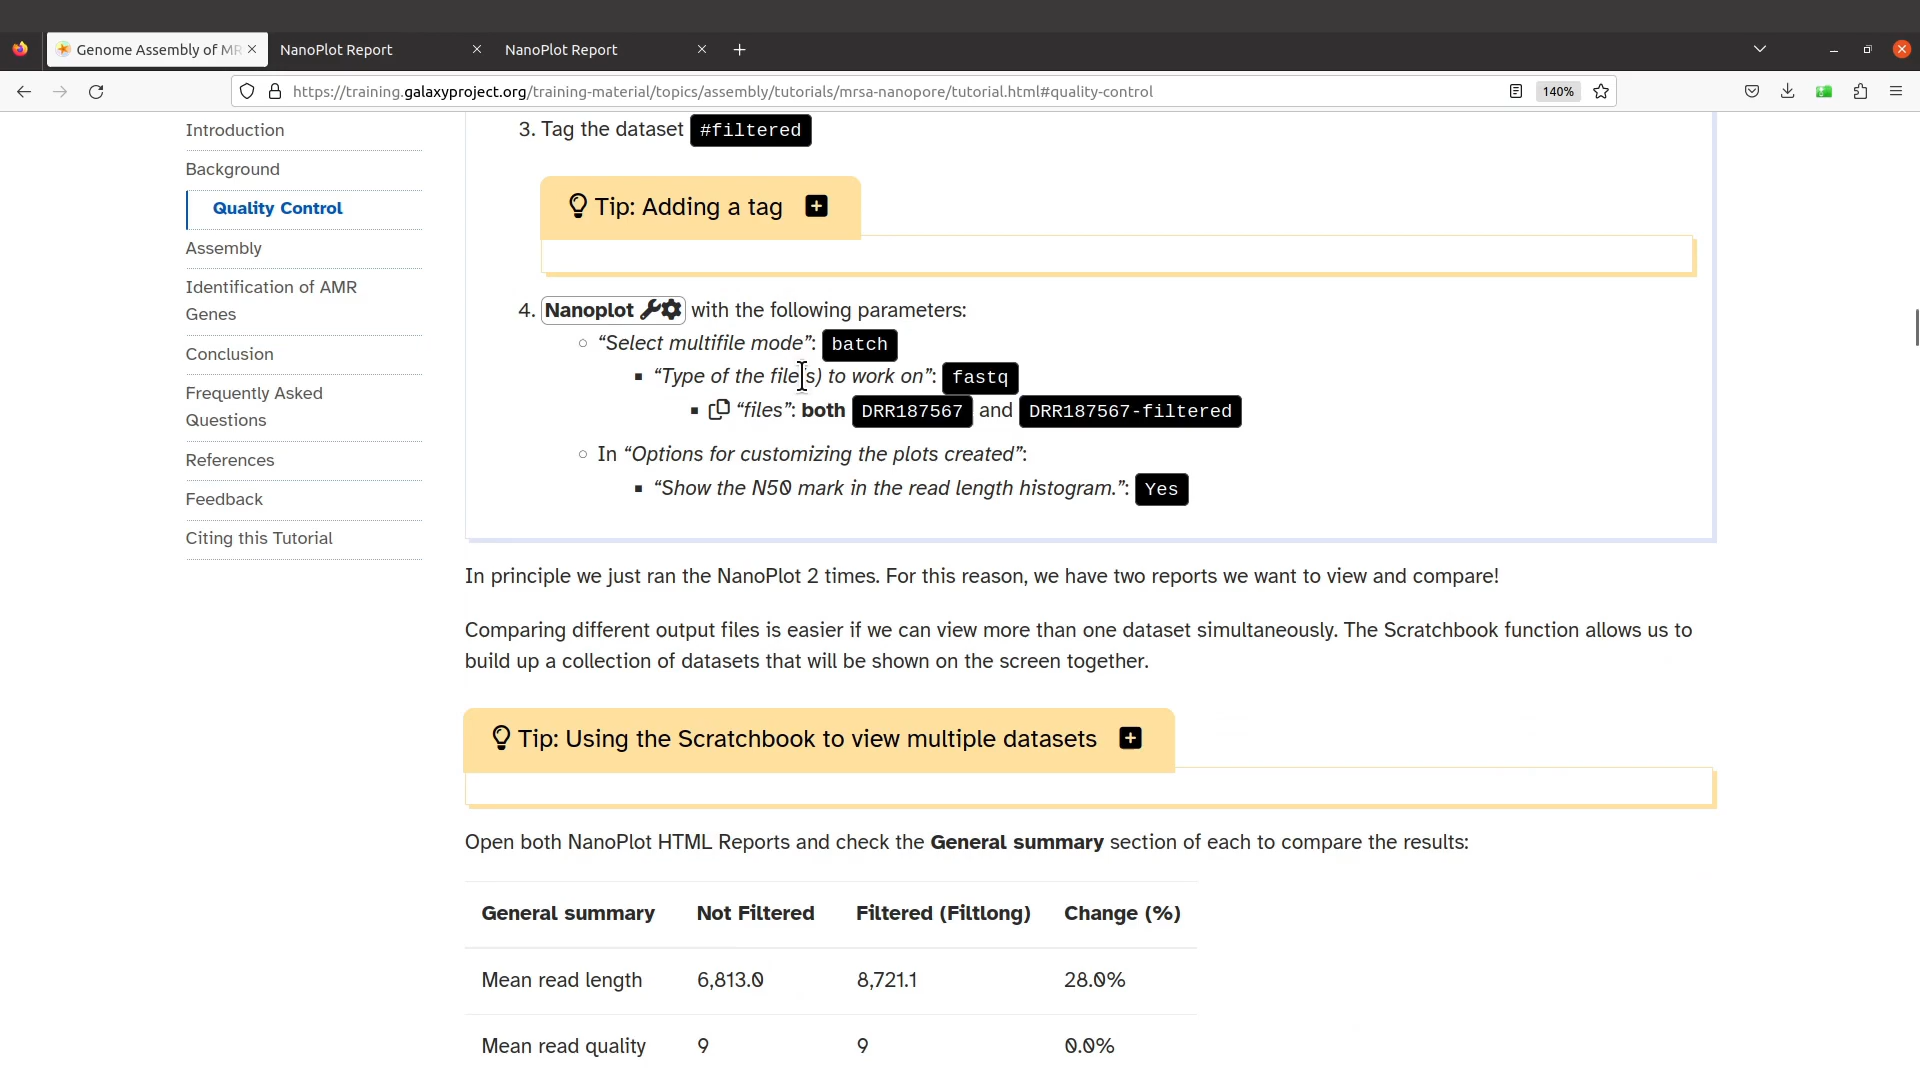 Genome Assembly of MR
NanoPlot Report
NanoPlot Report
https://training.galaxyproject.org/training-material/topics/assembly/tutorials/mrsa-nanopore/tutorial.html#quality-control
140%
Introduction
Background
Quality Control
Assembly
Identification of AMR
Genes
Conclusion
Frequently Asked
Questions
References
Feedback
Citing this Tutorial
3. Tag the dataset #filtered
Tip: Adding a tag
4. Nanoplot with the following parameters:
“Select multifile mode”: batch
“Type of the file(s) to work on”: fastq
“files”: both DRR187567 and DRR187567-filtered
In “Options for customizing the plots created”:
“Show the N50 mark in the read length histogram.”: Yes
In principle we just ran the NanoPlot 2 times. For this reason, we have two reports we want to view and compare!
Comparing different output files is easier if we can view more than one dataset simultaneously. The Scratchbook function allows us to
build up a collection of datasets that will be shown on the screen together.
Tip: Using the Scratchbook to view multiple datasets
Open both NanoPlot HTML Reports and check the General summary section of each to compare the results:
General summary Not Filtered Filtered (Filtlong) Change (%)
Mean read length 6,813.0 8,721.1 28.0%
Mean read quality 9 9 0.0%